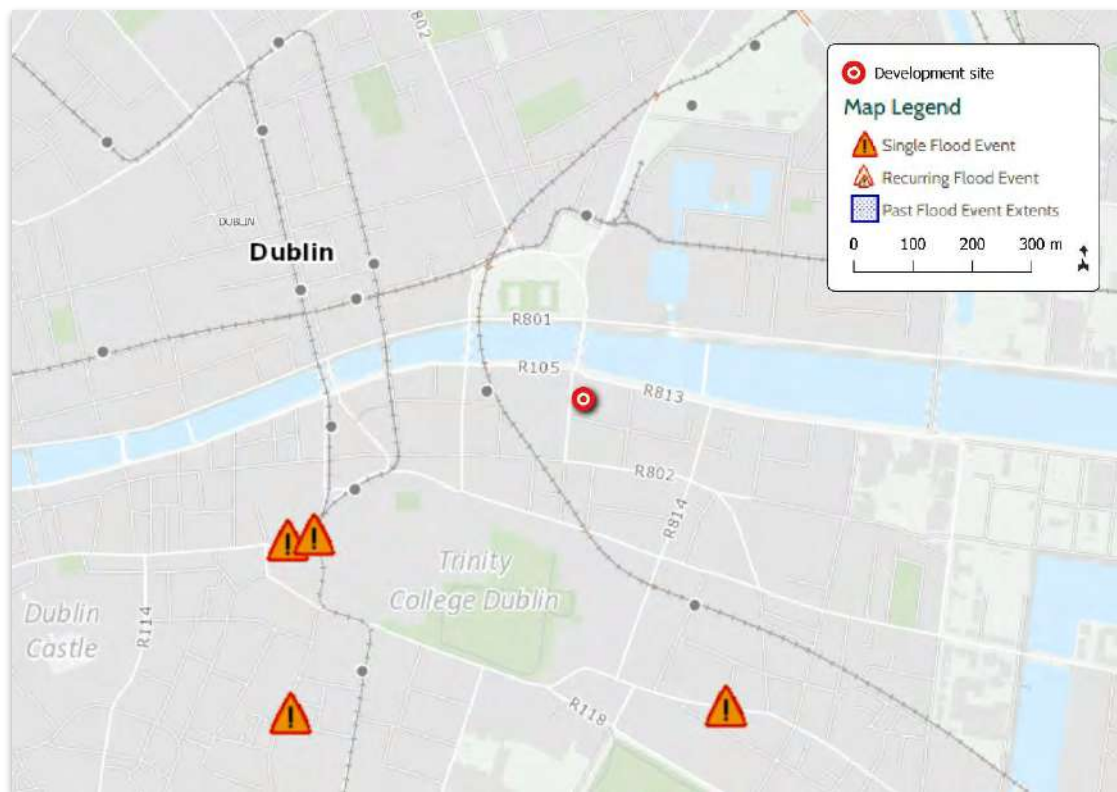 802
Development site
Map Legend
Single Flood Event
Recurring Flood Event
Past Flood Event Extents
0 100 200 300 m
DUBLIN
Dublin
R801
R105
R813
R802
R814
Trinity
College Dublin
Dublin
Castle
R114
R118